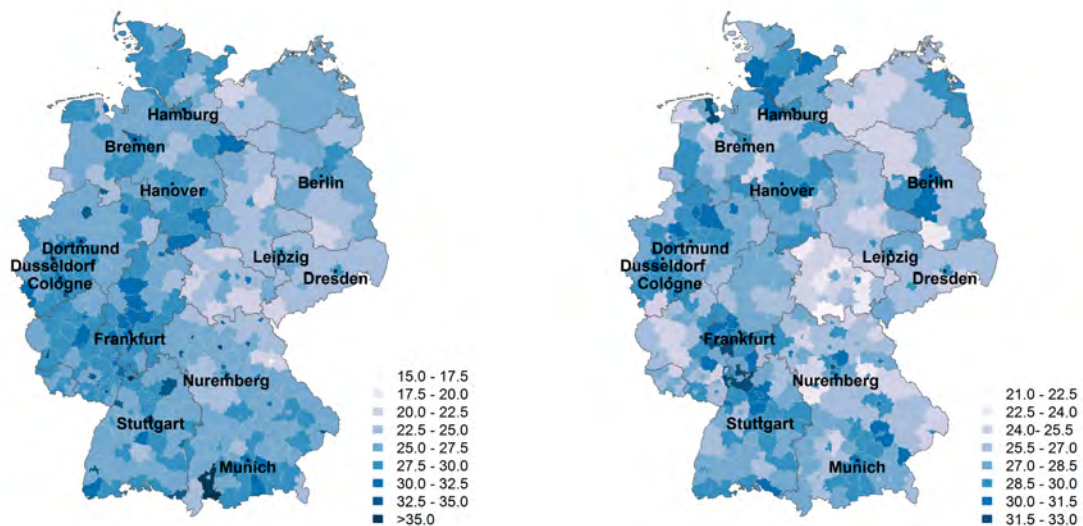 Hamburg
Bremen
Berlin
Hanover
Dortmund
Dusseldorf
Cologne
Leipzig
Dresden
Frankfurt
Nuremberg
Stuttgart
Munich
15.0 - 17.5
17.5 - 20.0
20.0 - 22.5
22.5 - 25.0
25.0 - 27.5
27.5 - 30.0
30.0 - 32.5
32.5 - 35.0
>35.0
Hamburg
Bremen
Berlin
Hanover
Dortmund
Dusseldorf
Cologne
Leipzig
Dresden
Frankfurt
Nuremberg
Stuttgart
Munich
21.0 - 22.5
22.5 - 24.0
24.0 - 25.5
25.5 - 27.0
27.0 - 28.5
28.5 - 30.0
30.0 - 31.5
31.5 - 33.0